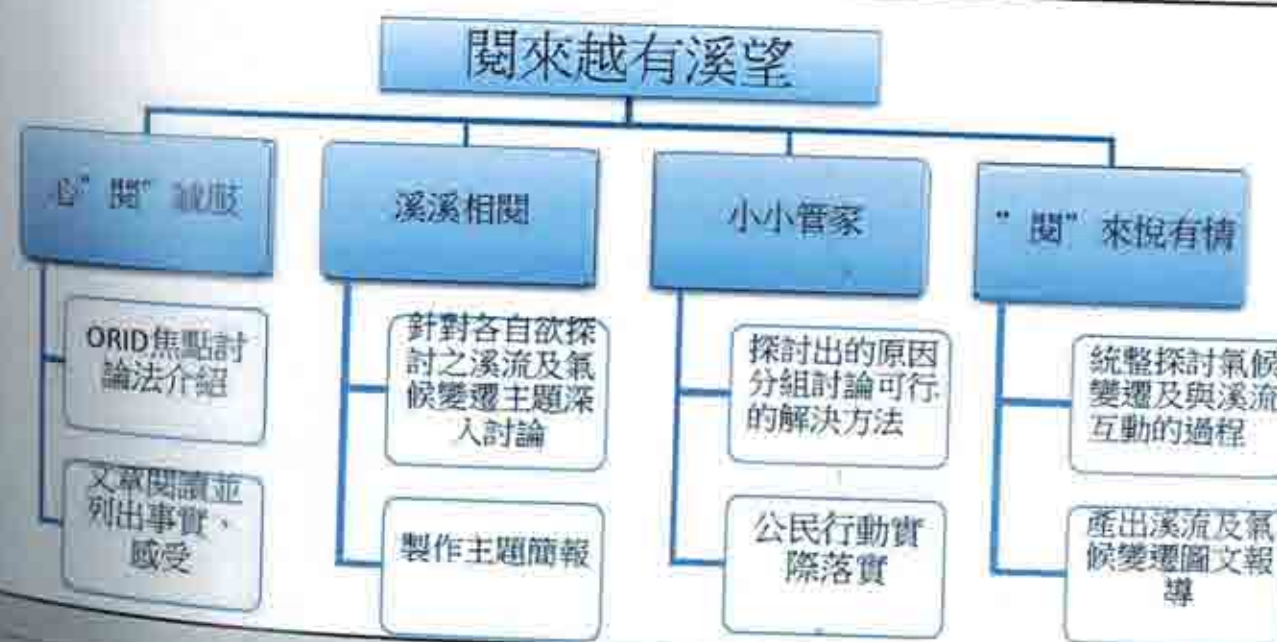 閱來越有溪望
心”閱”
溪溪相閱
小小管家
”閱”來悅有情
ORID焦點討
論法介紹
文章閱讀並
列出事實、
感受
針對各自欲探
討之溪流及氣
候變遷主題深
入討論
製作主題簡報
探討出的原因
分組討論可行
的解決方法
公民行動實
際落實
統整探討氣候
變遷及與溪流
互動的過程
產出溪流及氣
候變遷圖文報
導